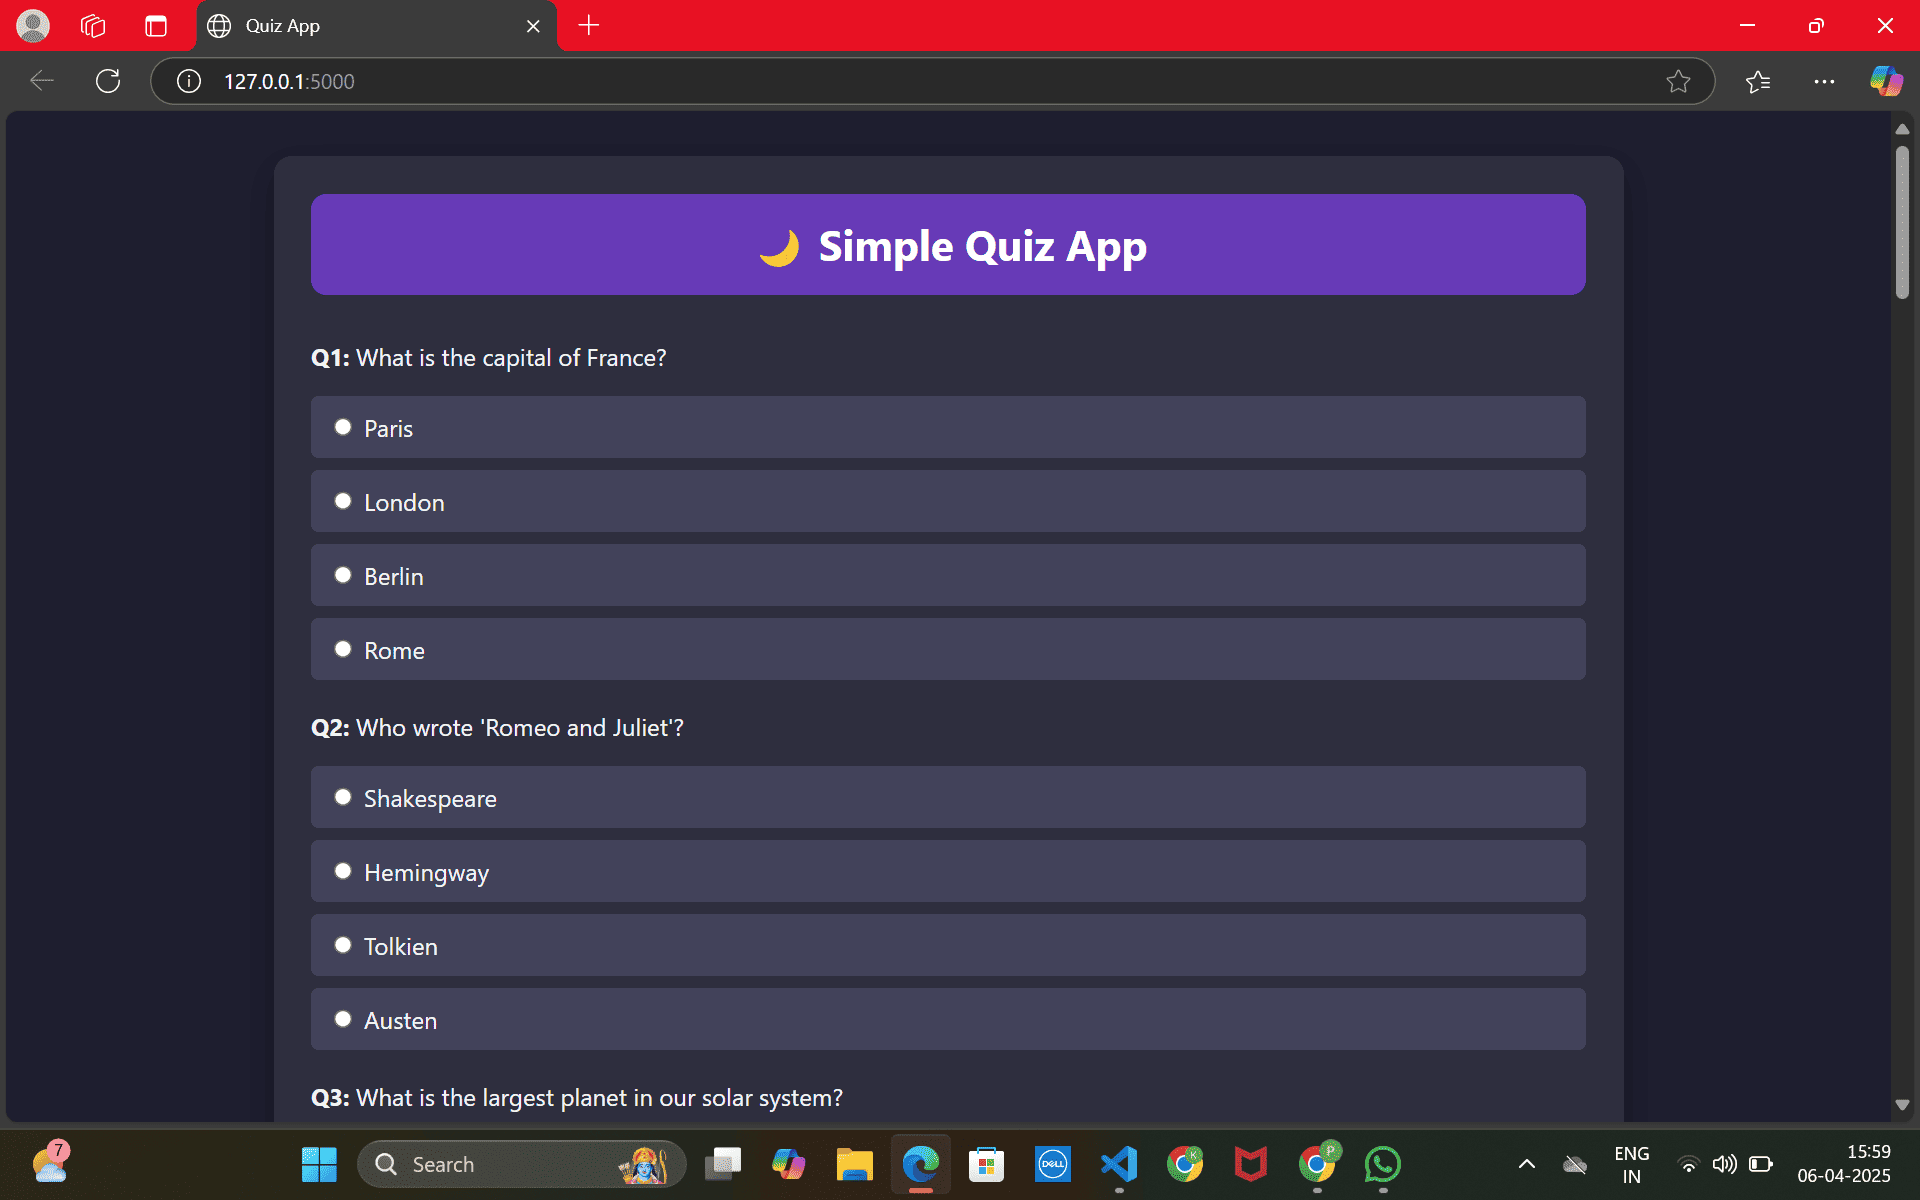 Quiz App
127.0.0.1:5000
Simple Quiz App
Q1: What is the capital of France?
Paris
London
Berlin
Rome
Q2: Who wrote 'Romeo and Juliet'?
Shakespeare
Hemingway
Tolkien
Austen
Q3: What is the largest planet in our solar system?
7
Search
DELL
K
P
ENG
IN
15:59
06-04-2025